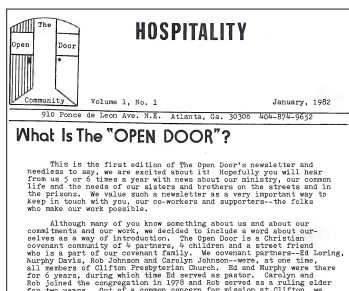 The
Open Door
Community
HOSPITALITY
Volume 1, No. 1 January, 1982
910 Ponce de Leon Ave. N.E. Atlanta, Ga. 30306 404-874-9652
What Is The "OPEN DOOR"?
This is the first edition of The Open Door's newsletter and
needless to say, we are excited about it! Hopefully you will hear
from us 5 or 6 times a year with news about our ministry, our common
life and the needs of our sisters and brothers on the streets and in
the prisons. We value such a newsletter as a very important way to
keep in touch with you, our co-workers and supporters--the folks
who make our work possible.
Although many of you know something about us and about our
commitments and our work, we decided to include a word about our-
selves as a way of introduction. The Open Door is a Christian
covenant community of 4 partners, 4 children and a street friend
who is a part of our covenant family. We covenant partners--Ed Loring,
Murphy Davis, Rob Johnson and Carolyn Johnson--were, at one time,
all members of Clifton Presbyterian Church. Ed and Murphy were there
for 6 years, during which time Ed served as pastor. Carolyn and
Rob joined the congregation in 1978 and Rob served as a ruling elder
for two years. Out of a common concern for mission at Clifton, we